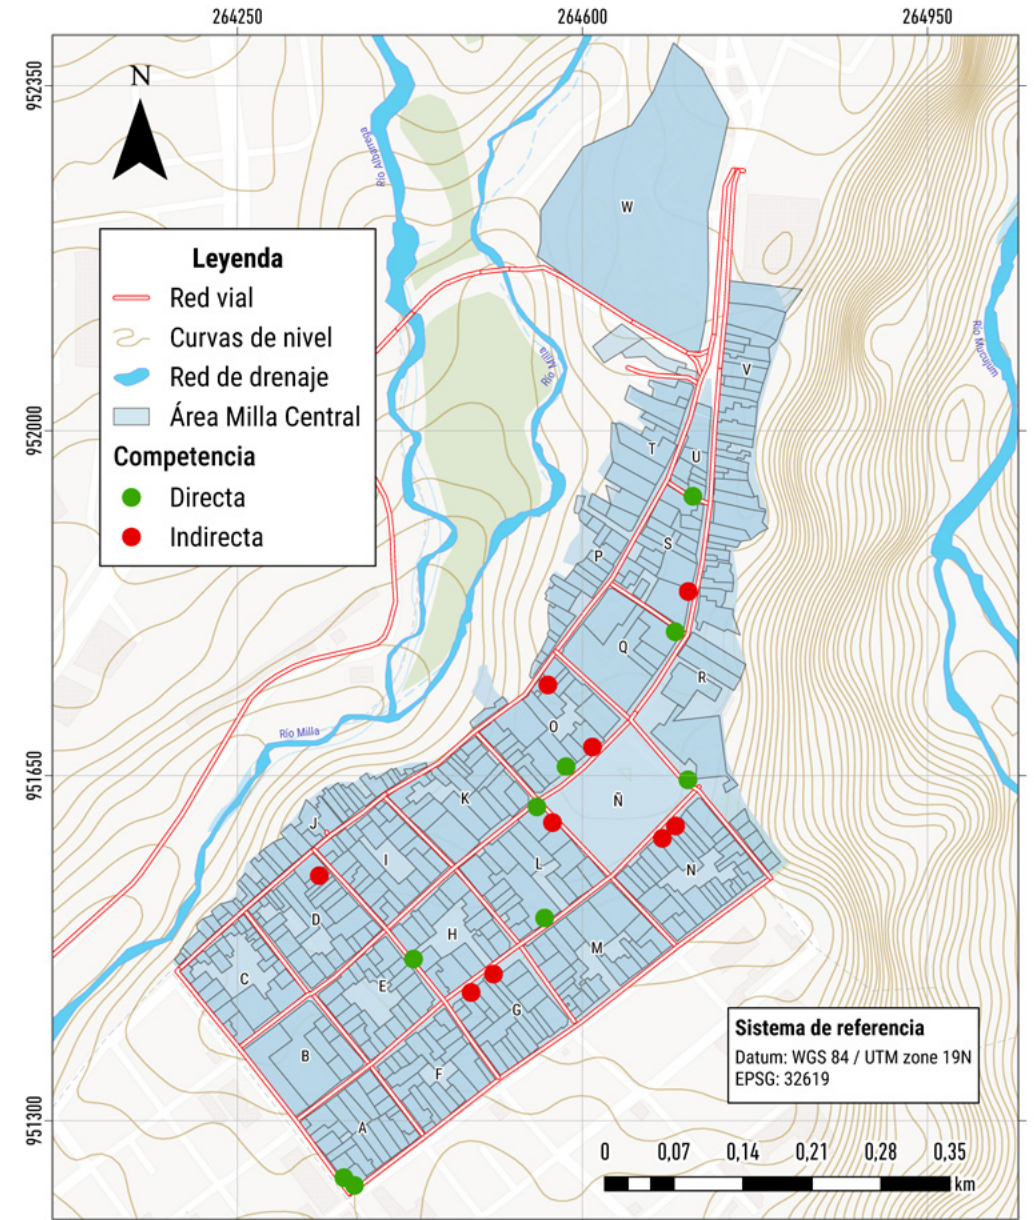 264250 264600 264950
952350
952000
951650
951300
N
Río Albarrega
Río Milla
Río Mucujum
Río Milla
Leyenda
Red vial
Curvas de nivel
Red de drenaje
Área Milla Central
Competencia
Directa
Indirecta
W
V
T
U
S
P
Q
R
O
Ñ
K
J
I
L
N
D
H
M
C
E
G
B
F
A
Sistema de referencia
Datum: WGS 84 / UTM zone 19N
EPSG: 32619
0 0,07 0,14 0,21 0,28 0,35
km